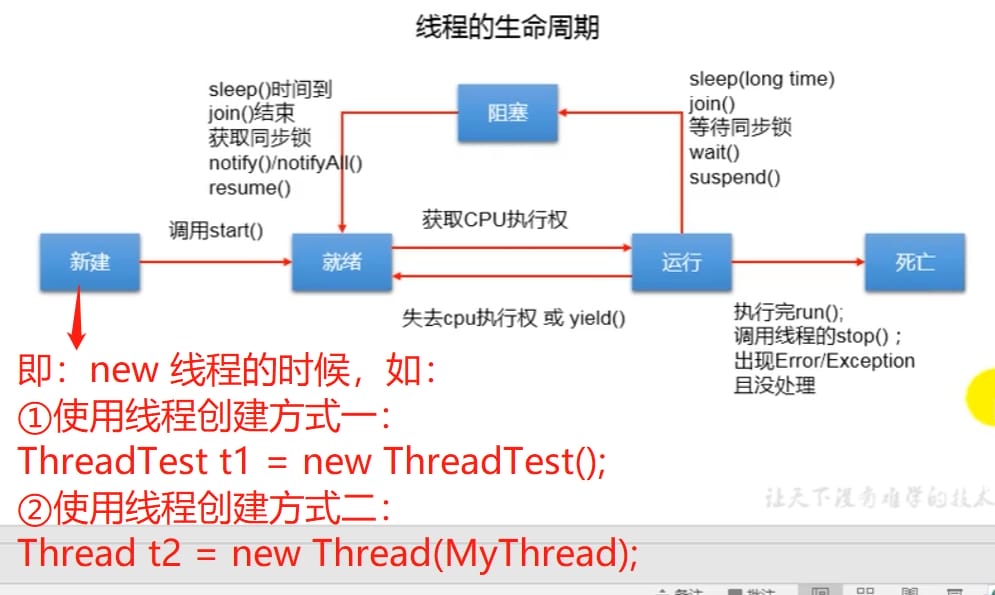 线程的生命周期
sleep()时间到
join()结束
获取同步锁
notify()/notifyAll()
resume()
阻塞
sleep(long time)
join()
等待同步锁
wait()
suspend()
调用start()
获取CPU执行权
新建
就绪
运行
死亡
失去cpu执行权 或 yield()
执行完run();
调用线程的stop() ;
出现Error/Exception
且没处理
即：new 线程的时候，如：
①使用线程创建方式一：
ThreadTest t1 = new ThreadTest();
②使用线程创建方式二：
Thread t2 = new Thread(MyThread);
让天下没有难学的技术
备注
批注